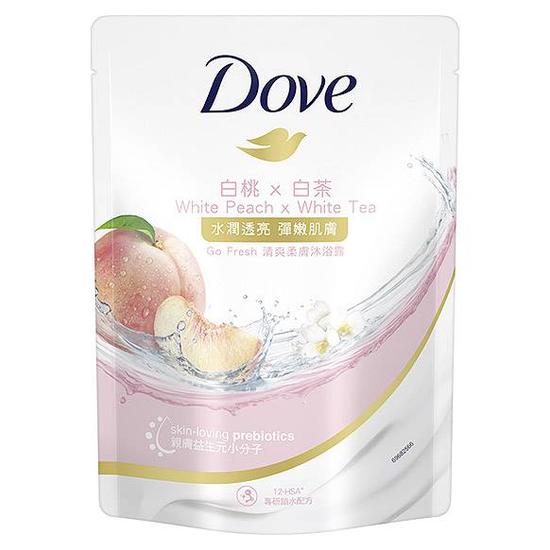 Dove
白桃 x 白茶
White Peach x White Tea
水潤透亮 彈嫩肌膚
Go Fresh 清爽柔膚沐浴露
skin-loving prebiotics
親膚益生元小分子
69682666
12-HSA*
專研鎖水配方